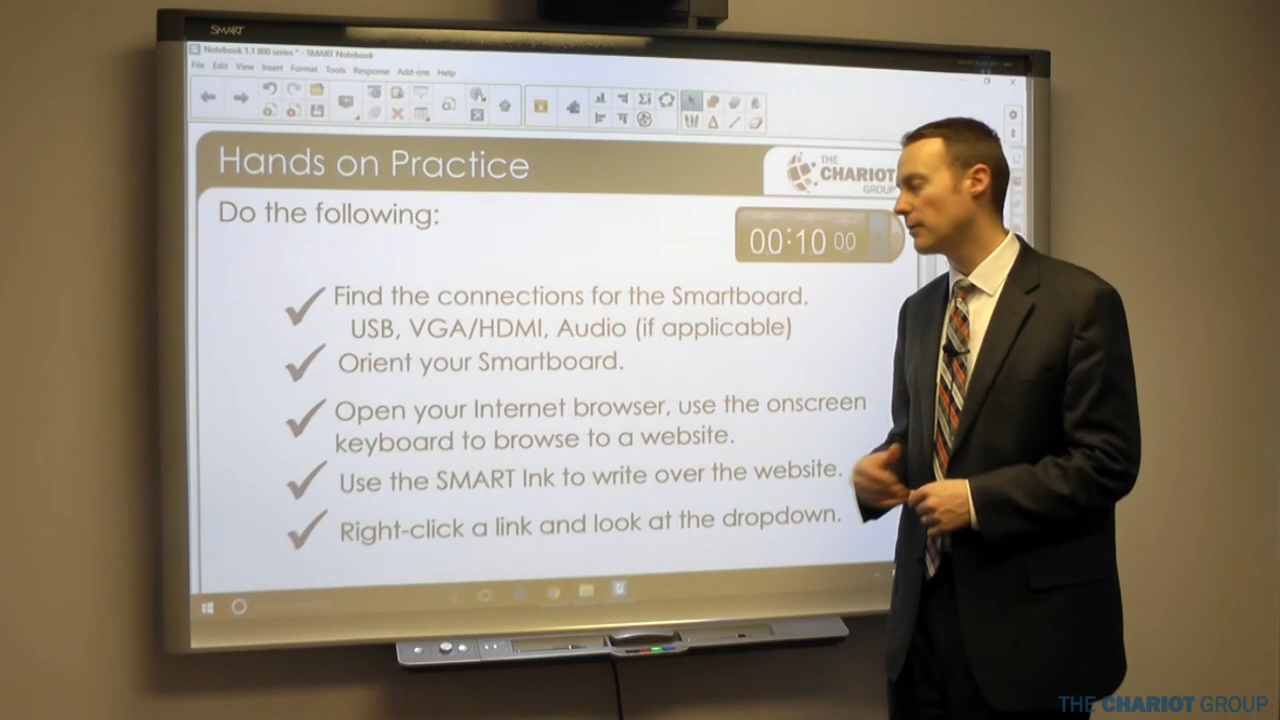 SMART
Notebook 1.1 800 series * - SMART Notebook
File Edit View Insert Format Tools Response Add-ons Help
Hands on Practice
THE
CHARIOT
GROUP
Do the following:
00:10 00
Find the connections for the Smartboard.
USB, VGA/HDMI, Audio (if applicable)
Orient your Smartboard.
Open your Internet browser, use the onscreen
keyboard to browse to a website.
Use the SMART Ink to write over the website.
Right-click a link and look at the dropdown.
THE CHARIOT GROUP